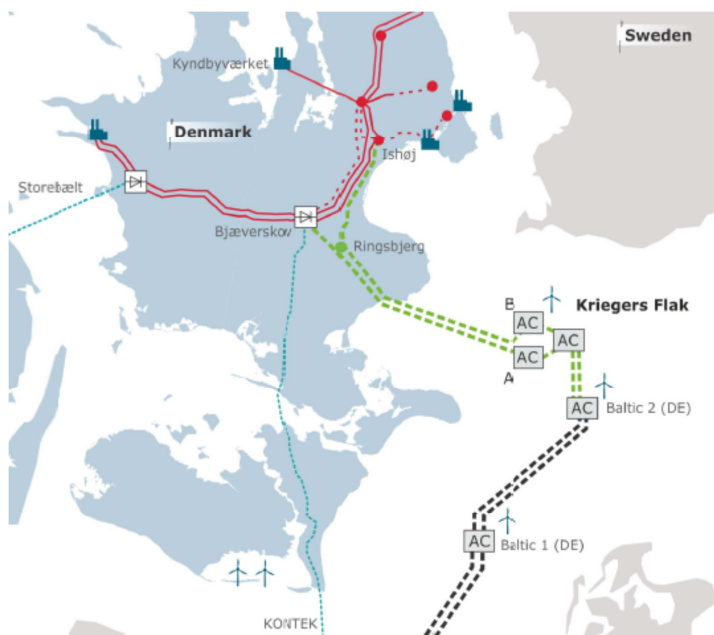 Sweden
Kyndbyværket
Denmark
Ishøj
Storebælt
Bjæverskov
Ringsbjerg
B
Kriegers Flak
AC
AC
AC
A
AC
Baltic 2 (DE)
AC
Baltic 1 (DE)
KONTEK